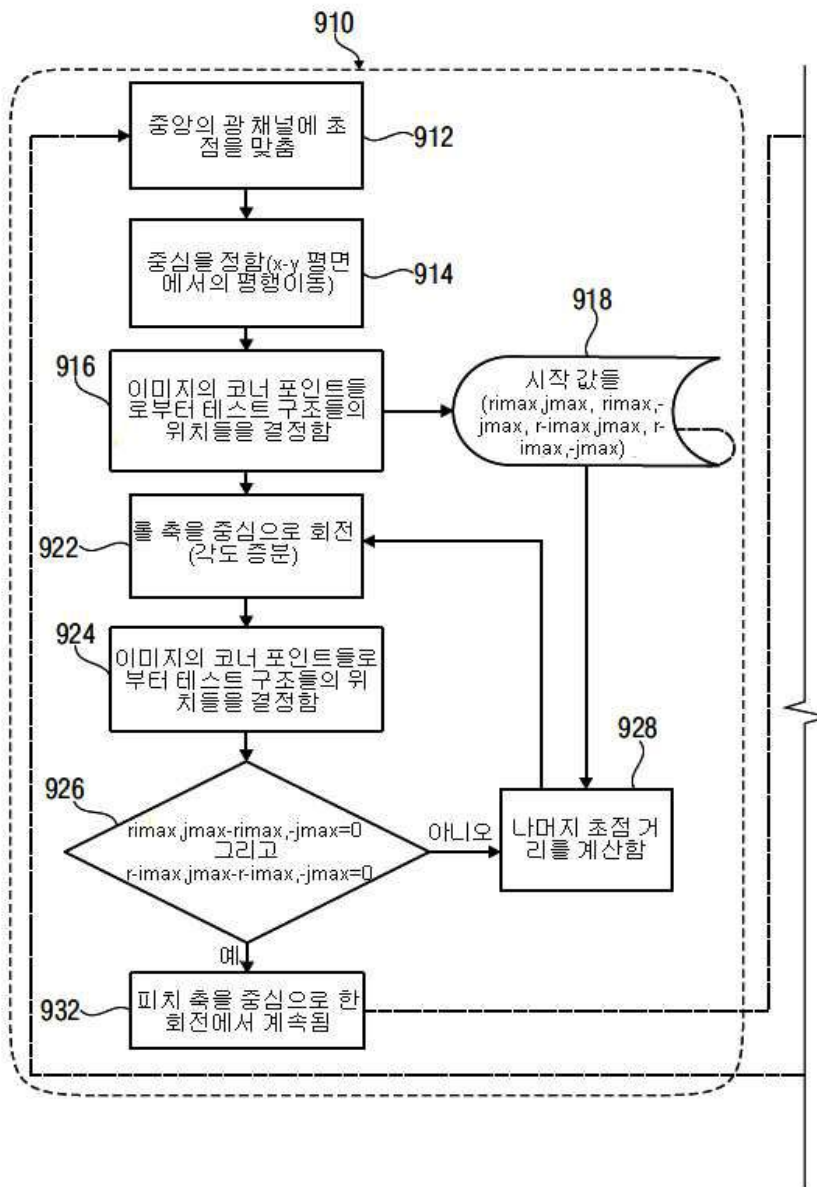 910
중앙의 광 채널에 초
점을 맞춤
912
중심을 정함(x-y 평면
에서의 평행이동)
914
916
이미지의 코너 포인트들
로부터 테스트 구조들의
위치들을 결정함
918
시작 값들
(rimax,jmax, rimax,-
jmax, r-imax,jmax, r-
imax,-jmax)
922
롤 축을 중심으로 회전
(각도 증분)
924
이미지의 코너 포인트들로
부터 테스트 구조들의 위
치들을 결정함
926
rimax,jmax-rimax,-jmax=0
그리고
r-imax,jmax-r-imax,-jmax=0
아니오
928
나머지 초점 거
리를 계산함
예
932
피치 축을 중심으로 한
회전에서 계속됨